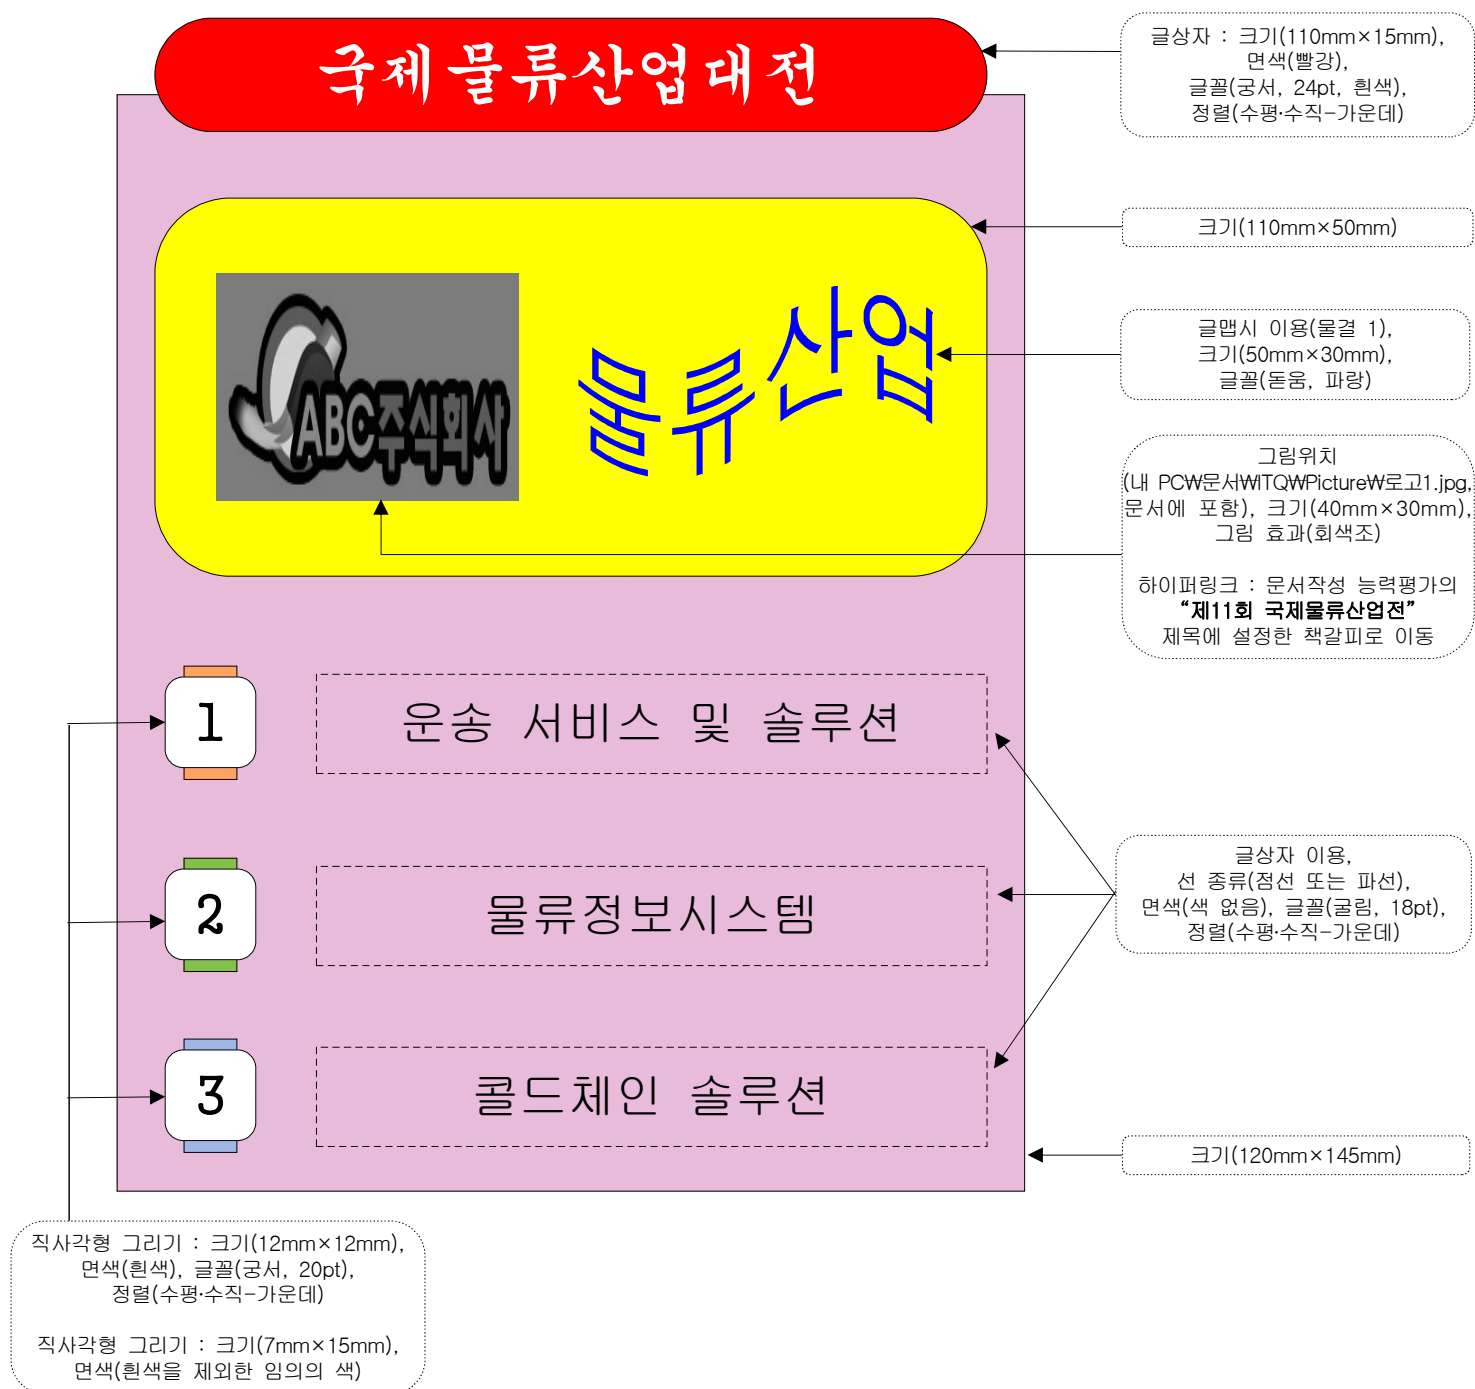 국제물류산업대전
글상자 : 크기(110mm×15mm),
면색(빨강),
글꼴(궁서, 24pt, 흰색),
정렬(수평·수직-가운데)
크기(110mm×50mm)
ABC주식회사
물류산업
글맵시 이용(물결 1),
크기(50mm×30mm),
글꼴(돋움, 파랑)
그림위치
(내 PC₩문서₩ITQ₩Picture₩로고1.jpg,
문서에 포함), 크기(40mm×30mm),
그림 효과(회색조)
하이퍼링크 : 문서작성 능력평가의
“제11회 국제물류산업전”
제목에 설정한 책갈피로 이동
1
운송 서비스 및 솔루션
2
물류정보시스템
글상자 이용,
선 종류(점선 또는 파선),
면색(색 없음), 글꼴(굴림, 18pt),
정렬(수평·수직-가운데)
3
콜드체인 솔루션
크기(120mm×145mm)
직사각형 그리기 : 크기(12mm×12mm),
면색(흰색), 글꼴(궁서, 20pt),
정렬(수평·수직-가운데)
직사각형 그리기 : 크기(7mm×15mm),
면색(흰색을 제외한 임의의 색)